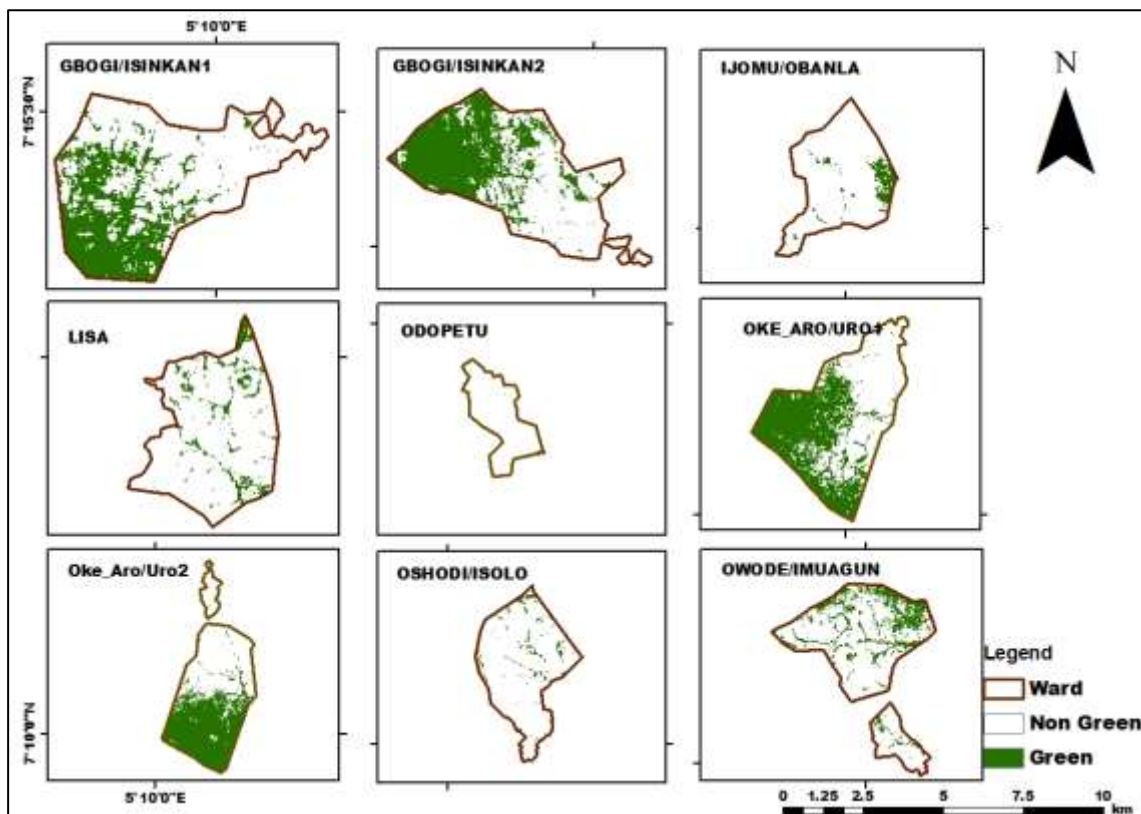 5°10'0"E
7°15'30"N
GBOGI/ISINKAN1
GBOGI/ISINKAN2
IJOMU/OBANLA
N
LISA
ODOPETU
OKE_ARO/URO1
Oke_Aro/Uro2
OSHODI/ISOLO
OWODE/IMUAGUN
7°10'0"N
5°10'0"E
Legend
Ward
Non Green
Green
0 1.25 2.5 5 7.5 10
km